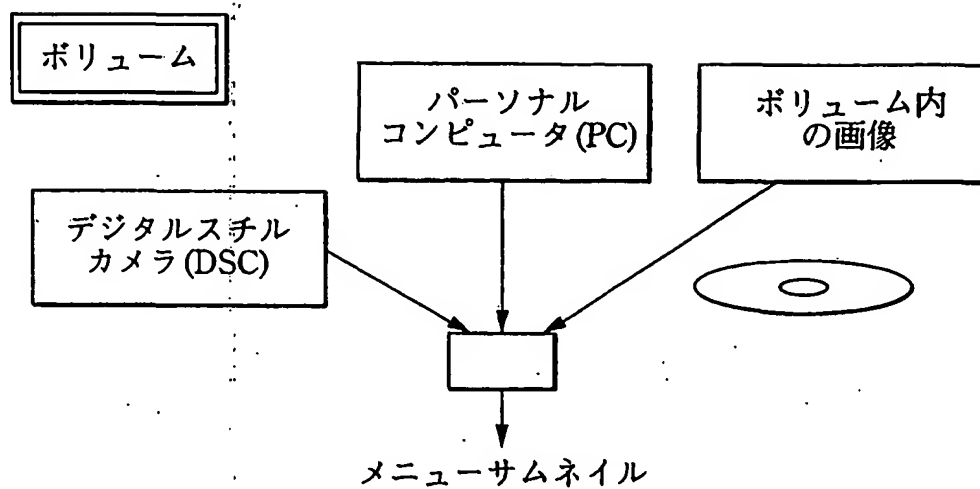 ボリューム
パーソナル
コンピュータ(PC)
ボリューム内
の画像
デジタルスチル
カメラ(DSC)
メニューサムネイル